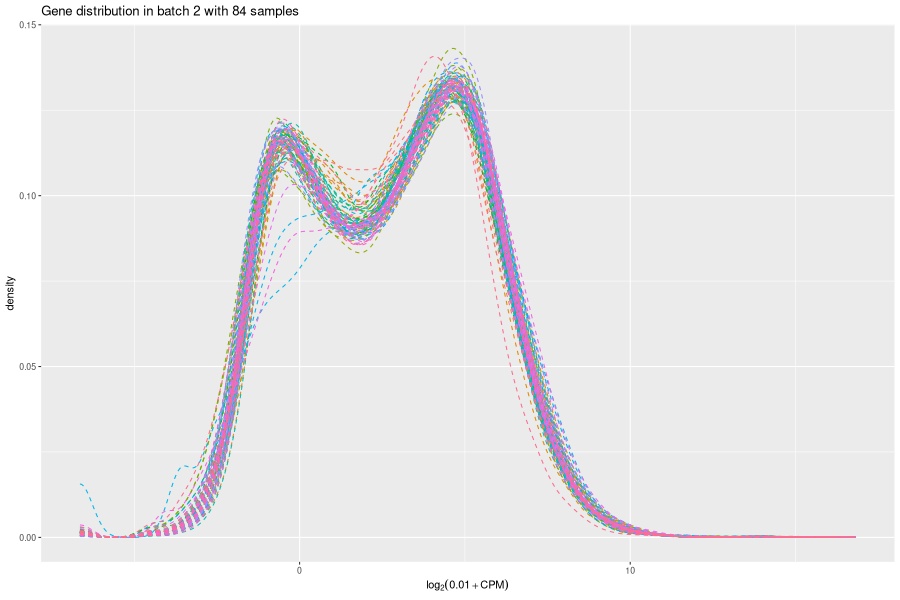 Gene distribution in batch 2 with 84 samples
0.15
0.10
0.05
0.00
density
0
10
log₂(0.01 + CPM)